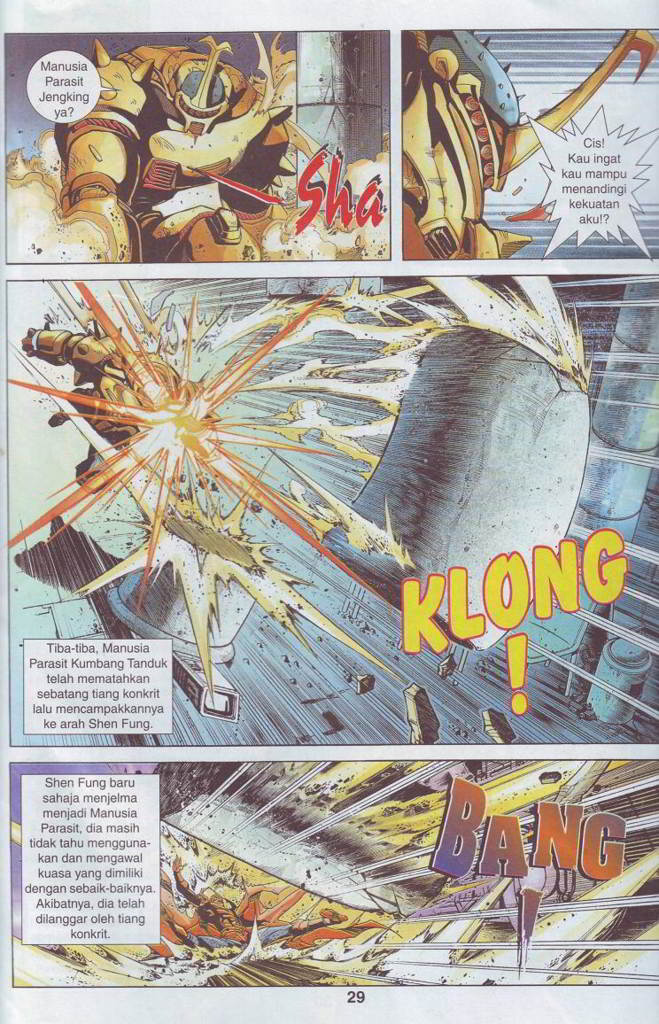 Manusia
Parasit
Jengking
ya?
Sha
Cis!
Kau ingat
kau mampu
menandingi
kekuatan
aku!?
KLONG
!
Tiba-tiba, Manusia
Parasit Kumbang Tanduk
telah mematahkan
sebatang tiang konkrit
lalu mencampakkannya
ke arah Shen Fung.
Shen Fung baru
sahaja menjelma
menjadi Manusia
Parasit, dia masih
tidak tahu mengguna-
kan dan mengawal
kuasa yang dimiliki
dengan sebaik-baiknya.
Akibatnya, dia telah
dilanggar oleh tiang
konkrit.
BANG
!
29